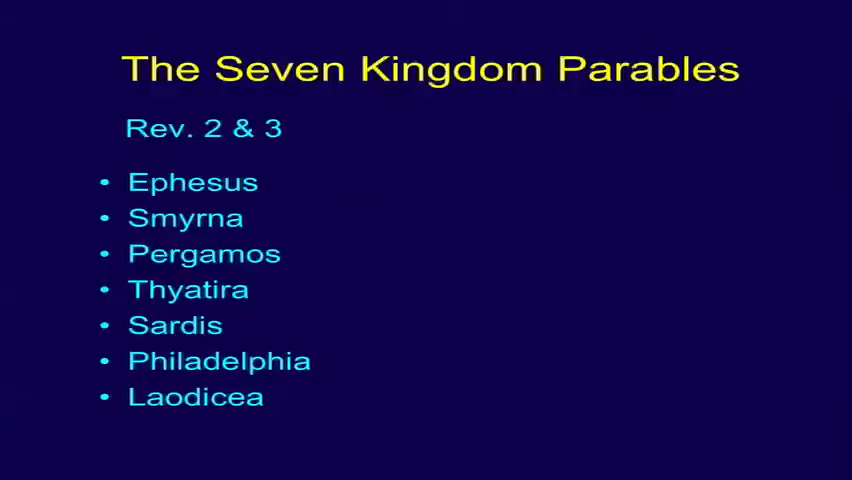 The Seven Kingdom Parables
Rev. 2 & 3
• Ephesus
• Smyrna
• Pergamos
• Thyatira
• Sardis
• Philadelphia
• Laodicea